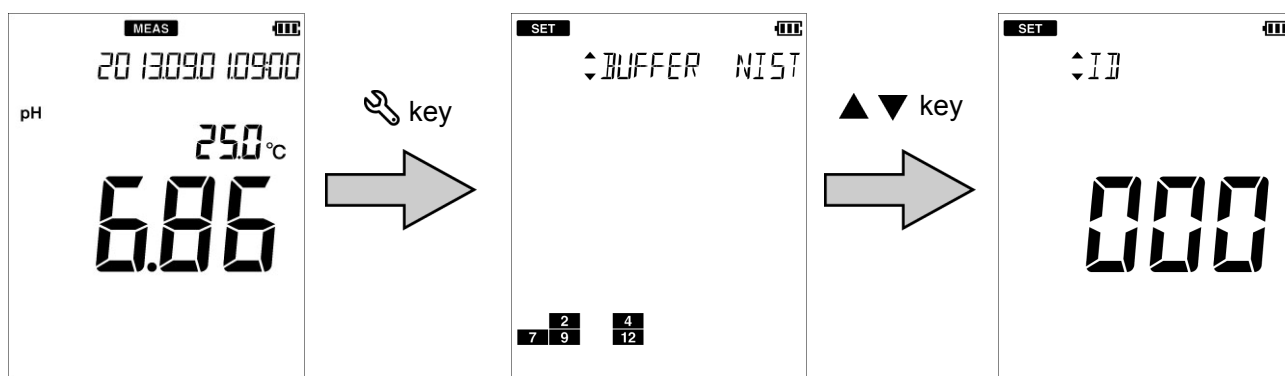 MEAS
2013.09.01.09:00
pH
25.0 °C
6.86
key
SET
BUFFER NIST
2 4
7 9 12
▲ ▼ key
SET
ID
000